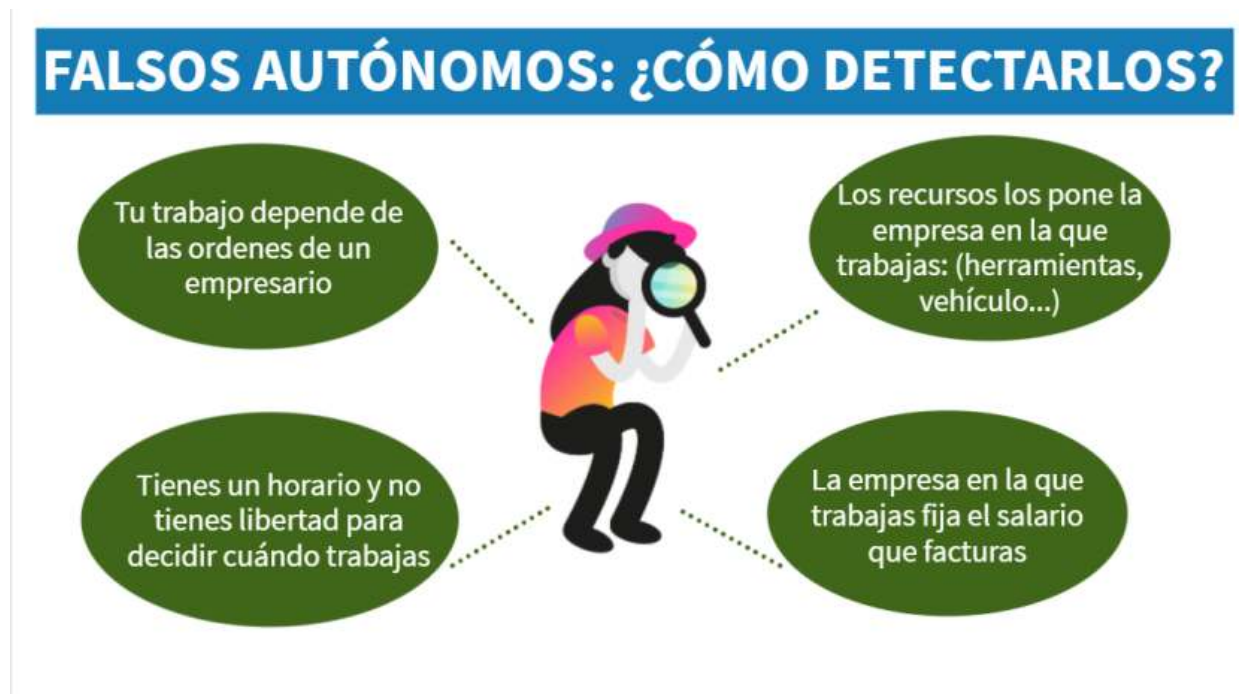 FALSOS AUTÓNOMOS: ¿CÓMO DETECTARLOS?
Tu trabajo depende de
las ordenes de un
empresario
Los recursos los pone la
empresa en la que
trabajas: (herramientas,
vehículo...)
Tienes un horario y no
tienes libertad para
decidir cuándo trabajas
La empresa en la que
trabajas fija el salario
que facturas